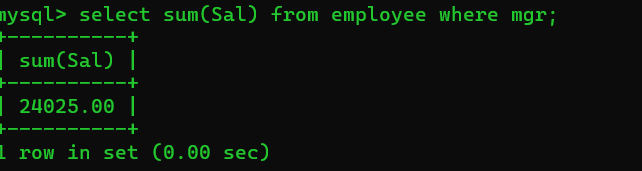 mysql> select sum(Sal) from employee where mgr;
+----------+
| sum(Sal) |
+----------+
| 24025.00 |
+----------+
1 row in set (0.00 sec)